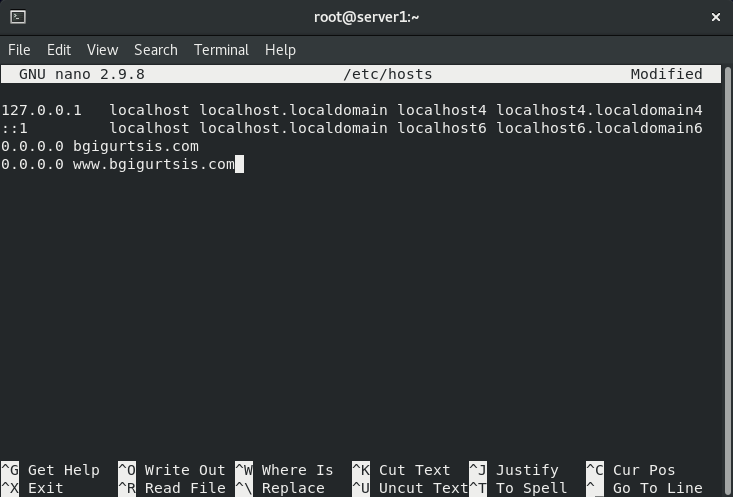 root@server1:~
File Edit View Search Terminal Help
GNU nano 2.9.8 /etc/hosts Modified
127.0.0.1 localhost localhost.localdomain localhost4 localhost4.localdomain4
::1 localhost localhost.localdomain localhost6 localhost6.localdomain6
0.0.0.0 bgigurtsis.com
0.0.0.0 www.bgigurtsis.com
^G Get Help ^O Write Out ^W Where Is ^K Cut Text ^J Justify ^C Cur Pos
^X Exit ^R Read File ^\ Replace ^U Uncut Text ^T To Spell ^_ Go To Line